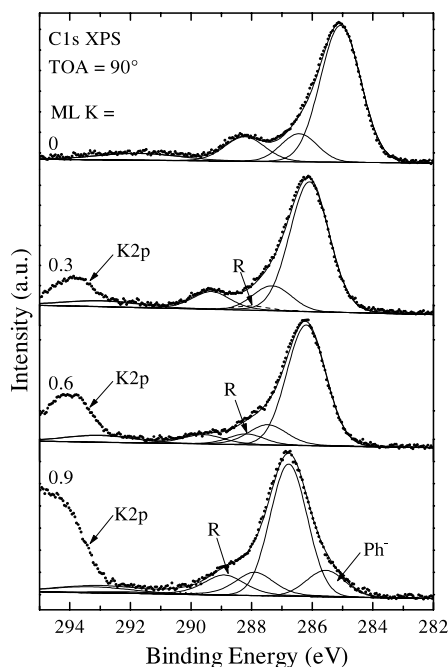 C1s XPS
TOA = 90°
ML K =
0
0.3
K2p
R
0.6
K2p
R
0.9
K2p
R
Ph⁻
Intensity (a.u.)
294 292 290 288 286 284 282
Binding Energy (eV)